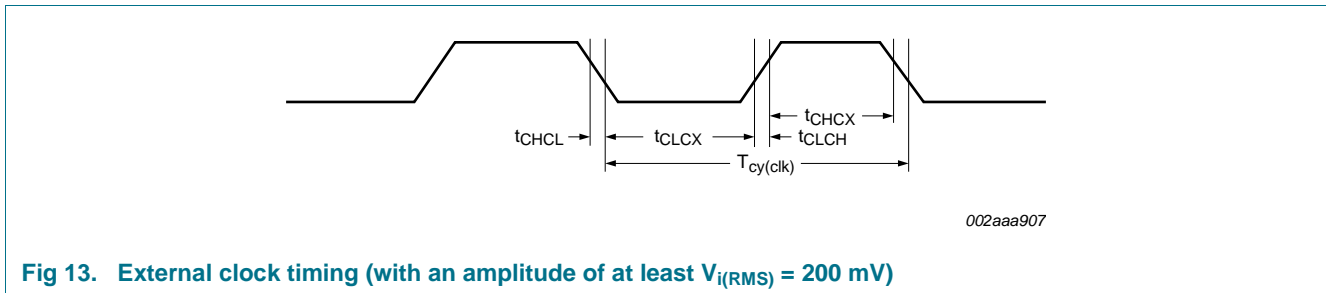 tCHCX
tCHCL tCLCX tCLCH
Tcy(clk)
002aaa907
Fig 13. External clock timing (with an amplitude of at least Vi(RMS) = 200 mV)